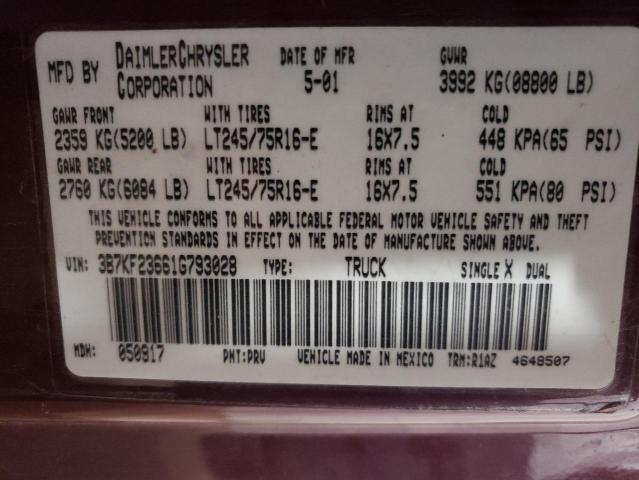 MFD BY DAIMLERCHRYSLER CORPORATION DATE OF MFR 5-01 GVWR 3992 KG(08800 LB)
GAWR FRONT WITH TIRES RIMS AT COLD
2359 KG(5200 LB) LT245/75R16-E 16X7.5 448 KPA(65 PSI)
GAWR REAR WITH TIRES RIMS AT COLD
2760 KG(6084 LB) LT245/75R16-E 16X7.5 551 KPA(80 PSI)
THIS VEHICLE CONFORMS TO ALL APPLICABLE FEDERAL MOTOR VEHICLE SAFETY AND THEFT
PREVENTION STANDARDS IN EFFECT ON THE DATE OF MANUFACTURE SHOWN ABOVE.
VIN: 3B7KF23661G793028 TYPE: TRUCK SINGLE X DUAL
MDH: 050917 PNT:PRV VEHICLE MADE IN MEXICO TRM:R1AZ 4648507